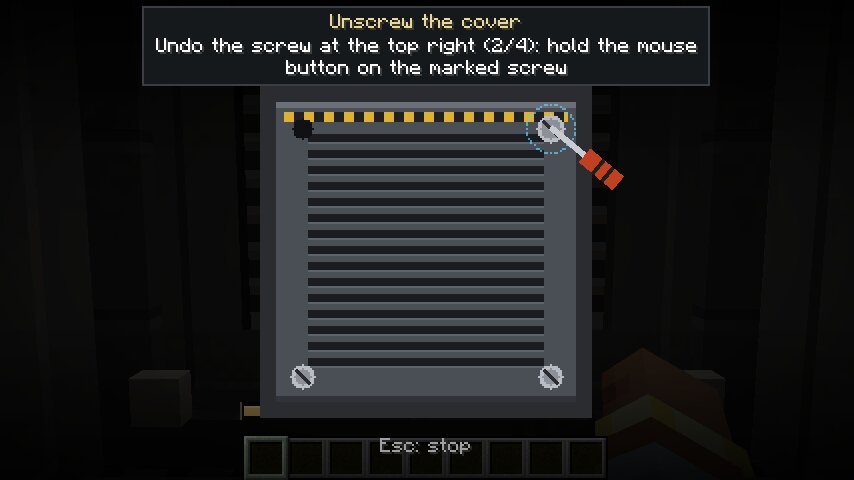 Unscrew the cover
Undo the screw at the top right (2/4): hold the mouse
button on the marked screw
Esc: stop